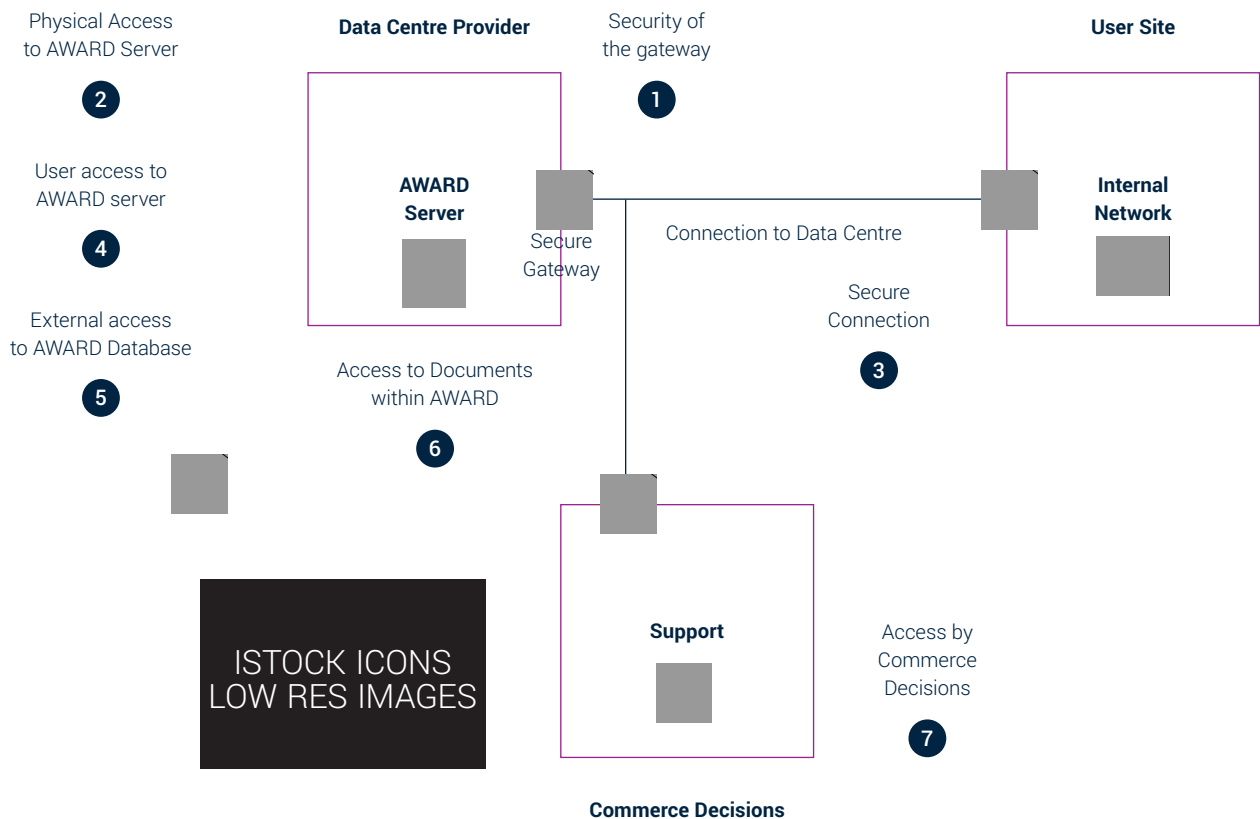 Physical Access
to AWARD Server
2
Data Centre Provider
Security of
the gateway
1
User Site
User access to
AWARD server
4
AWARD
Server
Secure
Gateway
Connection to Data Centre
Internal
Network
Secure
Connection
3
External access
to AWARD Database
5
Access to Documents
within AWARD
6
ISTOCK ICONS
LOW RES IMAGES
Support
Access by
Commerce
Decisions
7
Commerce Decisions